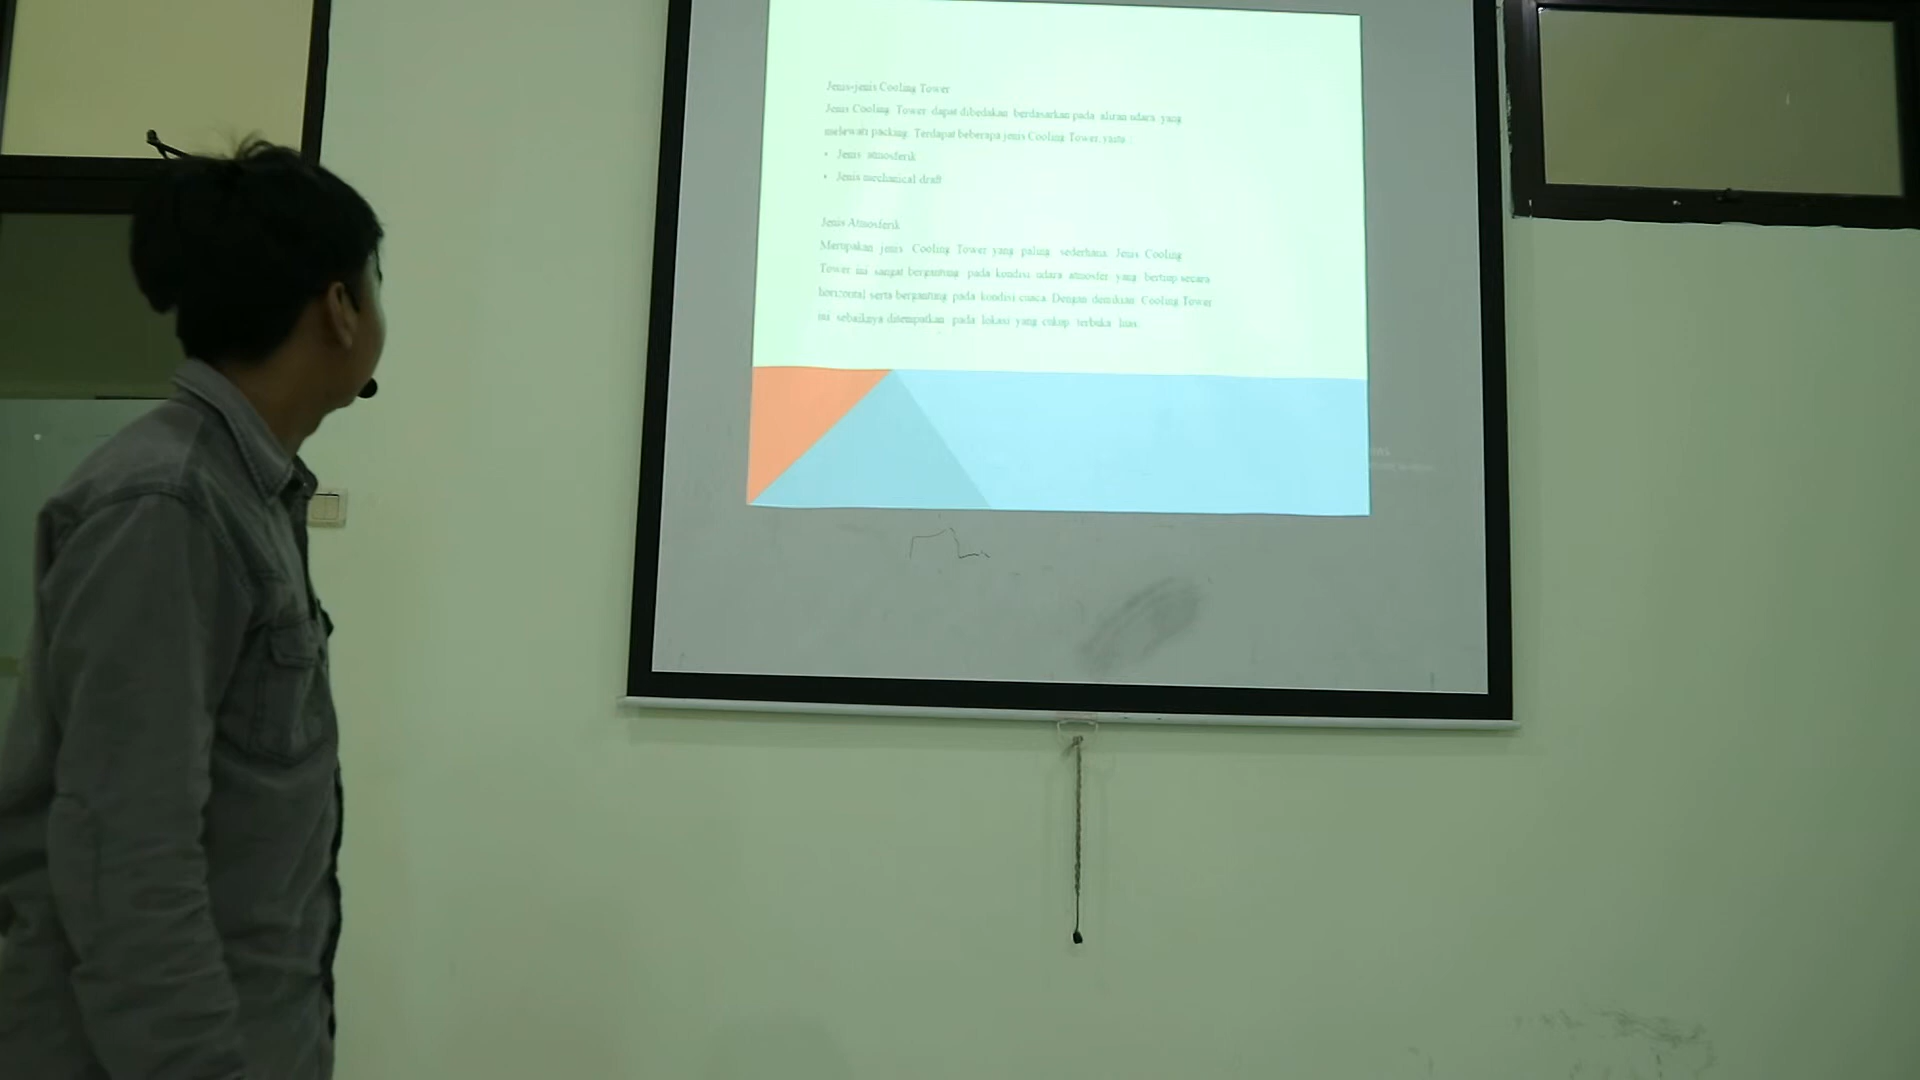 Jenis-jenis Cooling Tower
Jenis Cooling Tower dapat dibedakan berdasarkan pada aliran udara yang
melewati packing. Terdapat beberapa jenis Cooling Tower yaitu :
• Jenis atmosferik
• Jenis mechanical draft
Jenis Atmosferik
Merupakan jenis Cooling Tower yang paling sederhana. Jenis Cooling
Tower ini sangat bergantung pada kondisi udara atmosfer yang bertiup secara
horizontal serta bergantung pada kondisi cuaca. Dengan demikian Cooling Tower
ini sebaiknya ditempatkan pada lokasi yang cukup terbuka luas.